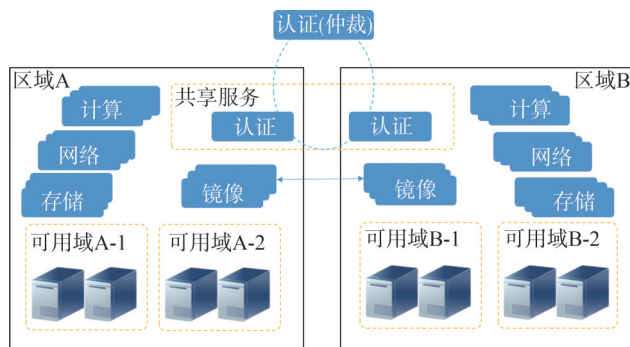 认证(仲裁)
区域A
区域B
计算
共享服务
计算
认证
认证
网络
网络
存储
镜像
镜像
存储
可用域A-1
可用域A-2
可用域B-1
可用域B-2